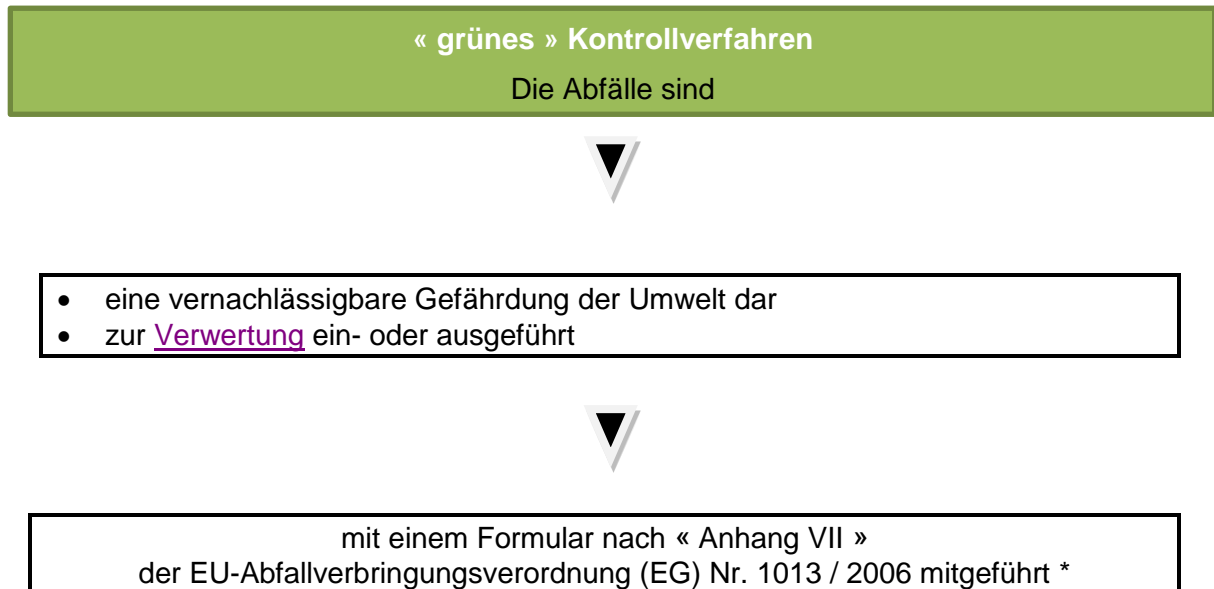 « grünes » Kontrollverfahren
Die Abfälle sind
• eine vernachlässigbare Gefährdung der Umwelt dar
• zur Verwertung ein- oder ausgeführt
mit einem Formular nach « Anhang VII »
der EU-Abfallverbringungsverordnung (EG) Nr. 1013 / 2006 mitgeführt *